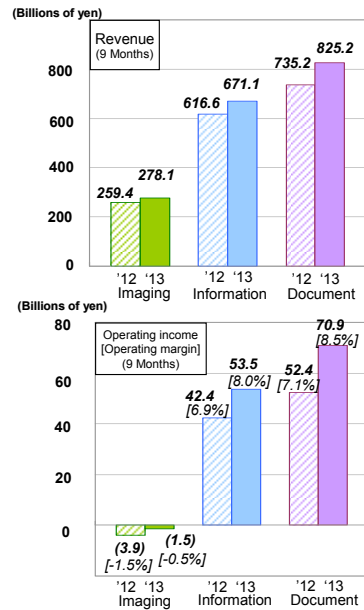 (Billions of yen)
Revenue
(9 Months)
800
600
400
200
0
259.4
278.1
616.6
671.1
735.2
825.2
’12 ‘13
’12 ‘13
’12 ‘13
Imaging
Information
Document
(Billions of yen)
80
60
40
20
0
Operating income
[Operating margin]
(9 Months)
(3.9)
[-1.5%]
(1.5)
[-0.5%]
42.4
[6.9%]
53.5
[8.0%]
52.4
[7.1%]
70.9
[8.5%]
’12 ‘13
’12 ‘13
’12 ‘13
Imaging
Information
Document